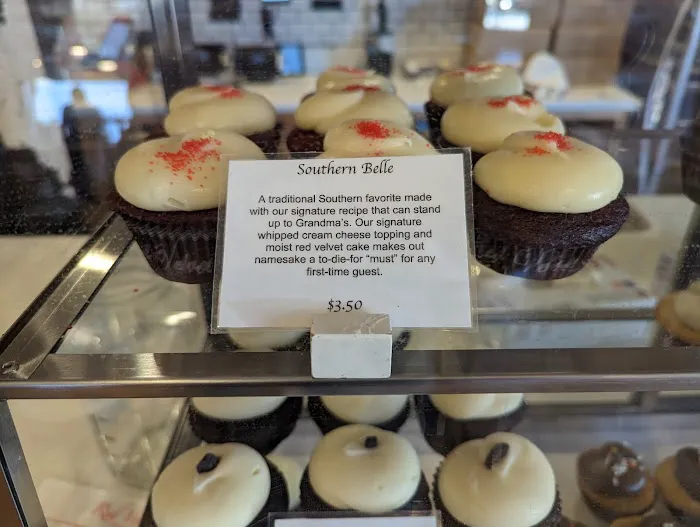 Southern Belle
A traditional Southern favorite made
with our signature recipe that can stand
up to Grandma's. Our signature
whipped cream cheese topping and
moist red velvet cake makes out
namesake a to-die-for "must" for any
first-time guest.
$3.50